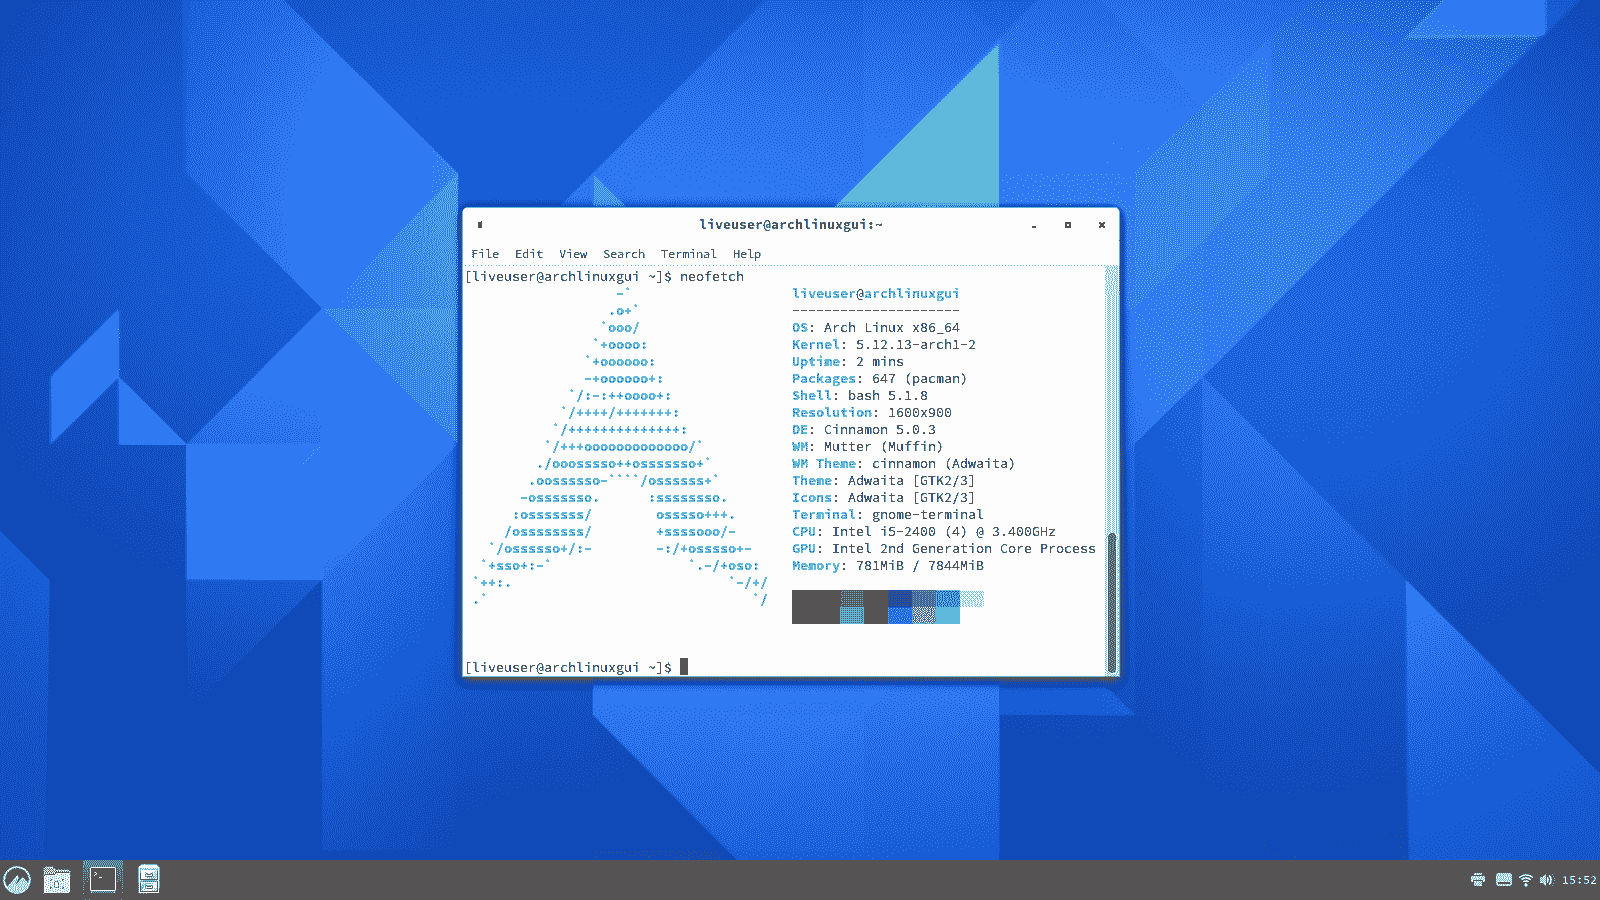 liveuser@archlinuxgui:~
File Edit View Search Terminal Help
[liveuser@archlinuxgui ~]$ neofetch
-`
.o+`
`ooo/
`+oooo:
`+oooooo:
-+oooooo+:
`/:-:++oooo+:
`/++++/+++++++:
`/++++++++++++++:
`/+++ooooooooooooo/`
./ooosssso++osssssso+`
.oossssso-````/ossssss+`
-osssssso. :ssssssso.
:osssssss/ osssso+++.
/ossssssss/ +ssssooo/-
`/ossssso+/:- -:/+osssso+-
`+sso+:-` `.-/+oso:
`++:. `-/+/
.` `/
liveuser@archlinuxgui
---------------------
OS: Arch Linux x86_64
Kernel: 5.12.13-arch1-2
Uptime: 2 mins
Packages: 647 (pacman)
Shell: bash 5.1.8
Resolution: 1600x900
DE: Cinnamon 5.0.3
WM: Mutter (Muffin)
WM Theme: cinnamon (Adwaita)
Theme: Adwaita [GTK2/3]
Icons: Adwaita [GTK2/3]
Terminal: gnome-terminal
CPU: Intel i5-2400 (4) @ 3.400GHz
GPU: Intel 2nd Generation Core Process
Memory: 781MiB / 7844MiB
[liveuser@archlinuxgui ~]$
15:52